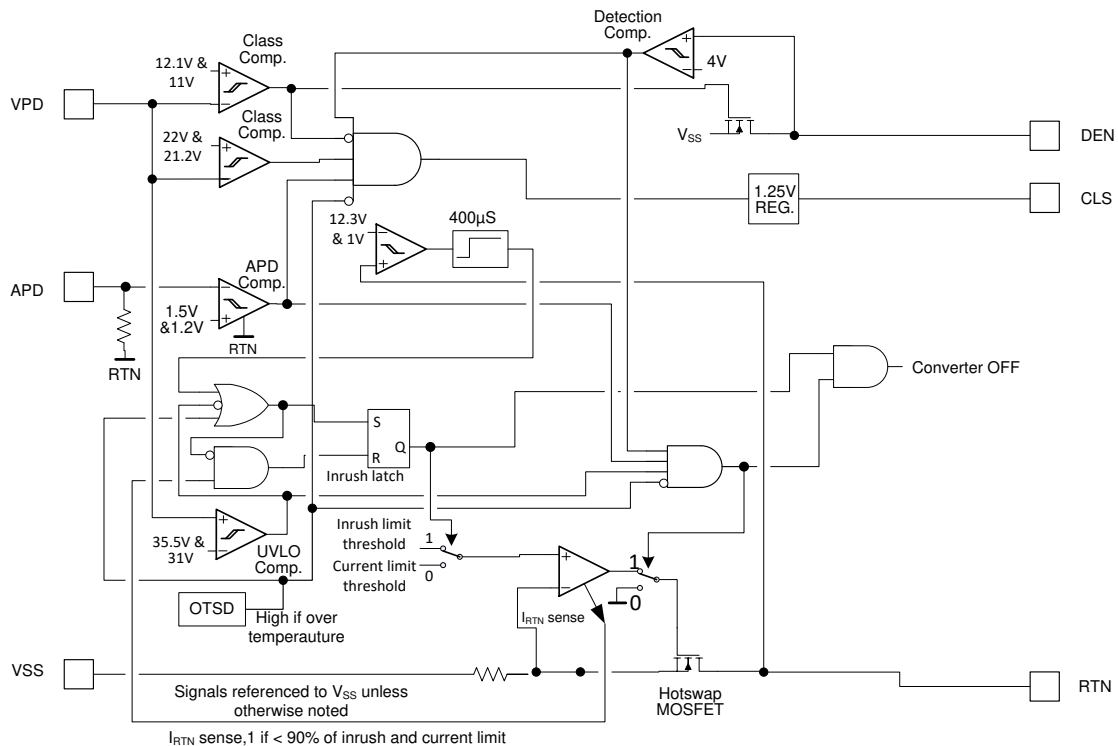 Detection
Comp.
Class
Comp.
12.1V &
11V
4V
VPD
Class
Comp.
22V &
21.2V
VSS
DEN
1.25V
REG.
CLS
12.3V
& 1V
400µS
APD
APD
Comp.
1.5V
&1.2V
RTN
RTN
Converter OFF
S
Q
R
Inrush latch
35.5V &
31V
UVLO
Comp.
Inrush limit
threshold
1
Current limit
threshold
0
1
0
OTSD
High if over
temperauture
IRTN sense
VSS
Signals referenced to VSS unless
otherwise noted
Hotswap
MOSFET
RTN
IRTN sense,1 if < 90% of inrush and current limit